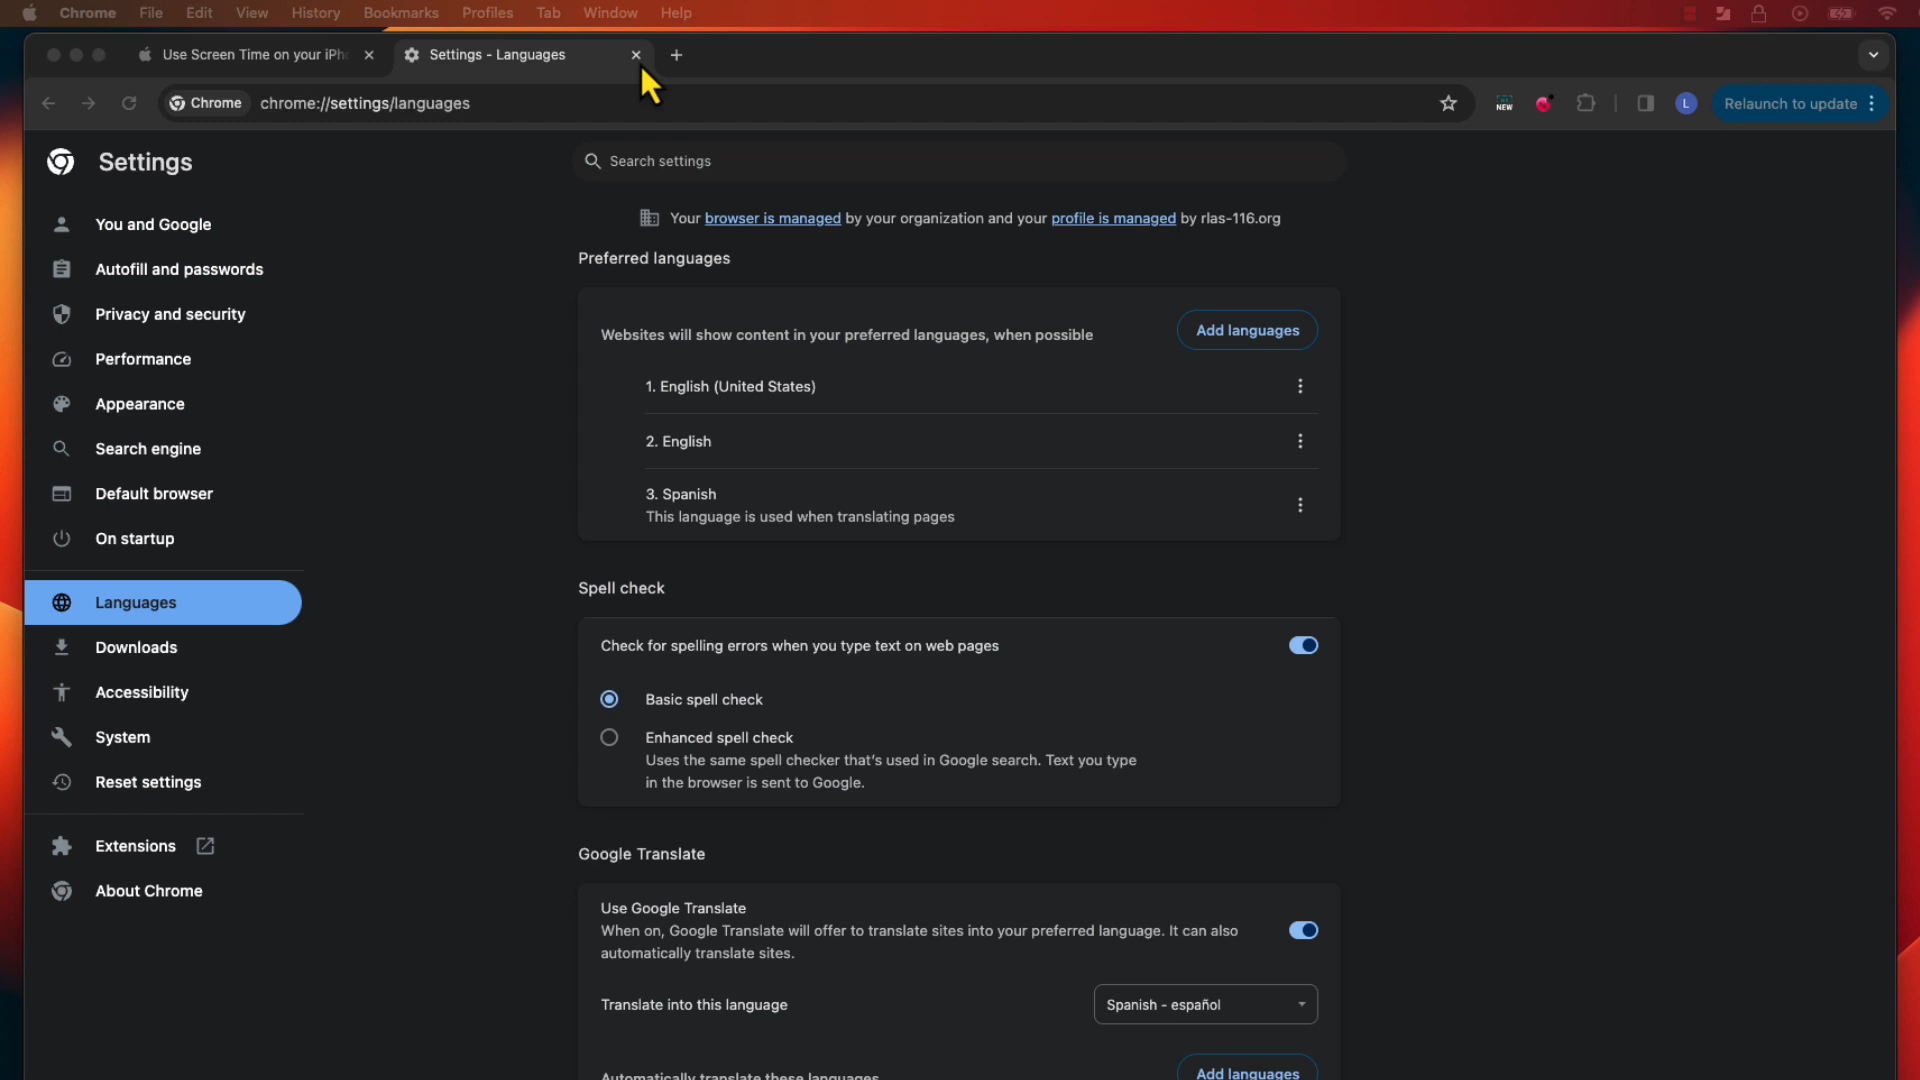 Chrome File Edit View History Bookmarks Profiles Tab Window Help
Use Screen Time on your iPh
Settings - Languages
Chrome
chrome://settings/languages
NEW
L
Relaunch to update
Settings
Search settings
Your browser is managed by your organization and your profile is managed by rlas-116.org
You and Google
Autofill and passwords
Privacy and security
Performance
Appearance
Search engine
Default browser
On startup
Languages
Downloads
Accessibility
System
Reset settings
Extensions
About Chrome
Preferred languages
Websites will show content in your preferred languages, when possible
Add languages
1. English (United States)
2. English
3. Spanish
This language is used when translating pages
Spell check
Check for spelling errors when you type text on web pages
Basic spell check
Enhanced spell check
Uses the same spell checker that's used in Google search. Text you type
in the browser is sent to Google.
Google Translate
Use Google Translate
When on, Google Translate will offer to translate sites into your preferred language. It can also
automatically translate sites.
Translate into this language
Spanish - español
Automatically translate these languages
Add languages